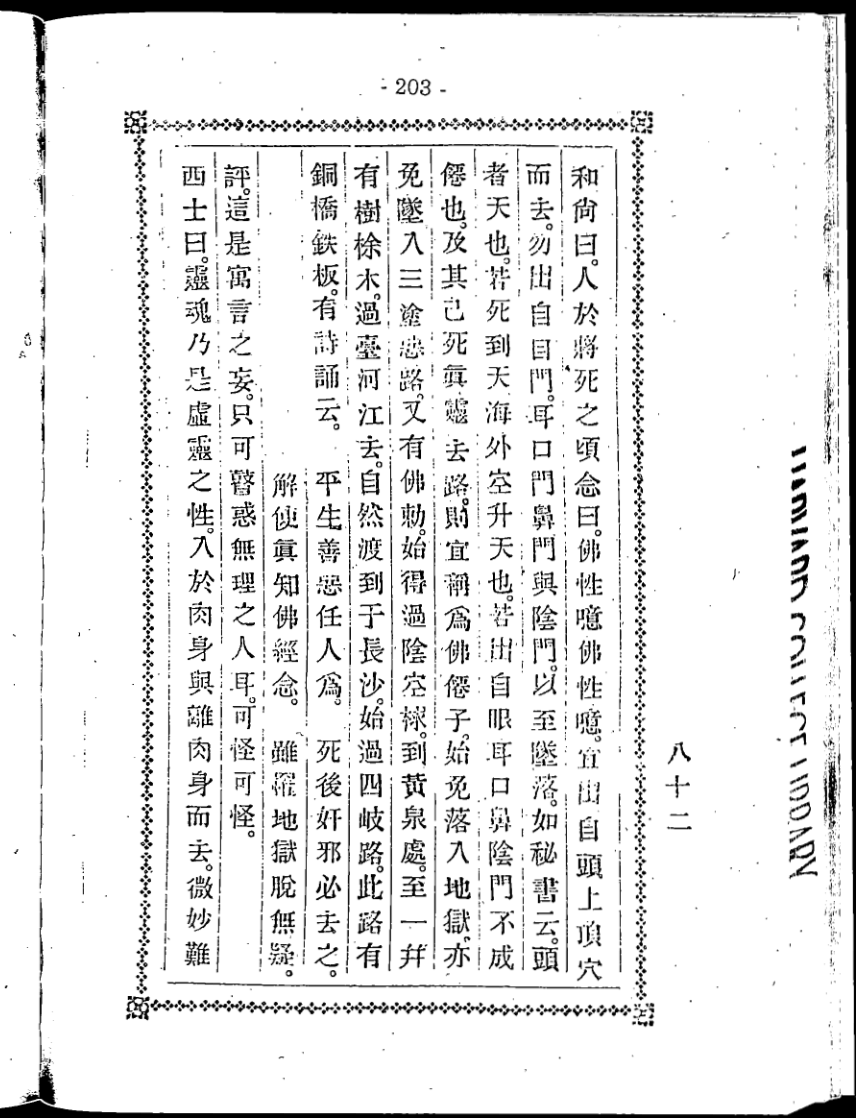 - 203 -
八十二
和尙曰。人於將死之頃念曰。佛性噫佛性噫。宜出自頭上頂穴
而去。勿出自目門。耳口門鼻門與陰門。以至墜落。如秘書云。頭
者天也。若死到天海外空升天也。若出自眼耳口鼻陰門不成
僊也。及其已死眞靈去路。則宜稱爲佛僊子。始免落入地獄。亦
免墜入三塗惡路。又有佛勅。始得過陰空棌。到黄泉處。至一井
有樹梌木。過臺河江去。自然渡到于長沙。始過四岐路。此路有
銅橋鉄板。有詩誦云。 平生善惡任人爲。 死後奸邪必去之。
解使眞知佛經念。 雖權地獄脫無疑。
評。這是寓言之妄。只可瞽惑無理之人耳。可怪可怪。
西士曰。靈魂乃是虛靈之性。入於肉身與離肉身而去。微妙難
HARVARD COLLEGE LIBRARY